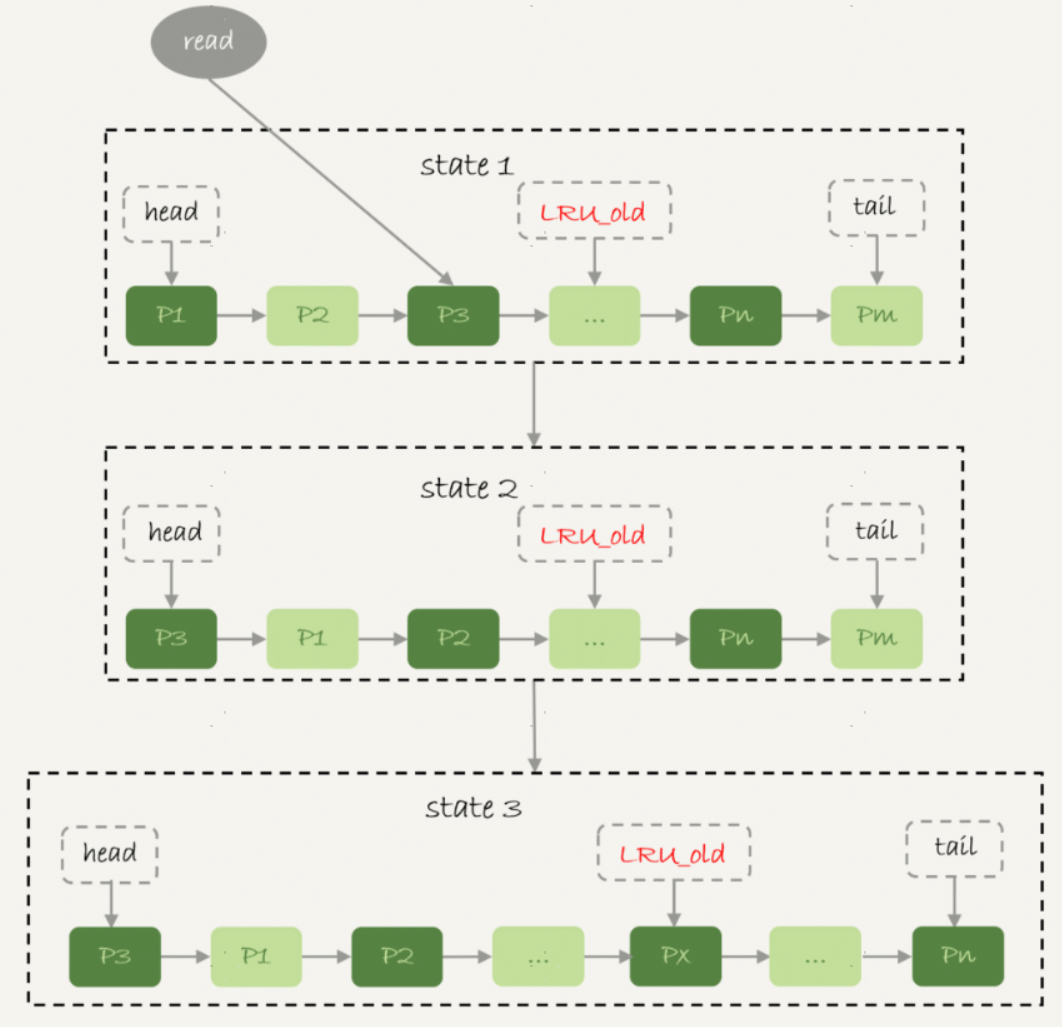 read
state 1
head
LRU_old
tail
P1 P2 P3 ... Pn Pm
state 2
head
LRU_old
tail
P3 P1 P2 ... Pn Pm
state 3
head
LRU_old
tail
P3 P1 P2 ... Px ... Pn